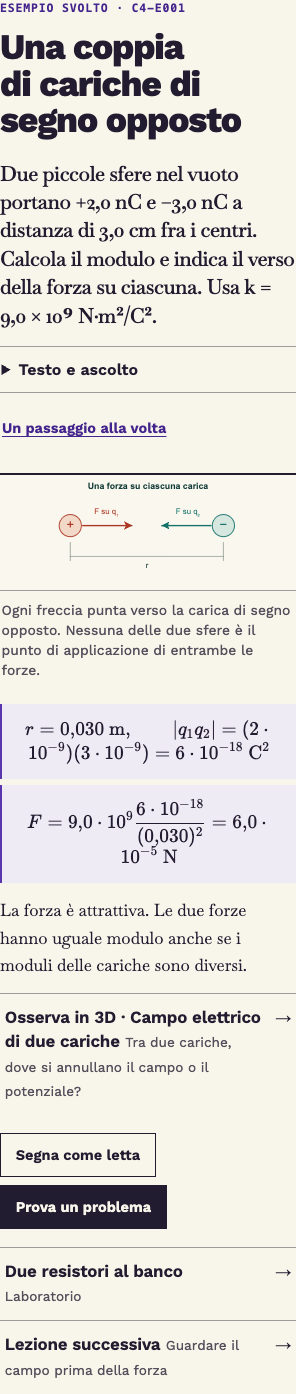 ESEMPIO SVOLTO · C4–E001
Una coppia
di cariche di
segno opposto
Due piccole sfere nel vuoto
portano +2,0 nC e −3,0 nC a
distanza di 3,0 cm fra i centri.
Calcola il modulo e indica il verso
della forza su ciascuna. Usa k =
9,0 × 10⁹ N·m²/C².
▶ Testo e ascolto
Un passaggio alla volta
Una forza su ciascuna carica
F su q₁ F su q₂
+ −
r
Ogni freccia punta verso la carica di segno
opposto. Nessuna delle due sfere è il
punto di applicazione di entrambe le
forze.
r = 0,030 m, |q₁q₂| = (2 ·
10⁻⁹)(3 · 10⁻⁹) = 6 · 10⁻¹⁸ C²
F = 9,0 · 10⁹ 6 · 10⁻¹⁸ / (0,030)² = 6,0 ·
10⁻⁵ N
La forza è attrattiva. Le due forze
hanno uguale modulo anche se i
moduli delle cariche sono diversi.
Osserva in 3D · Campo elettrico →
di due cariche Tra due cariche,
dove si annullano il campo o il
potenziale?
Segna come letta
Prova un problema
Due resistori al banco →
Laboratorio
Lezione successiva Guardare il →
campo prima della forza